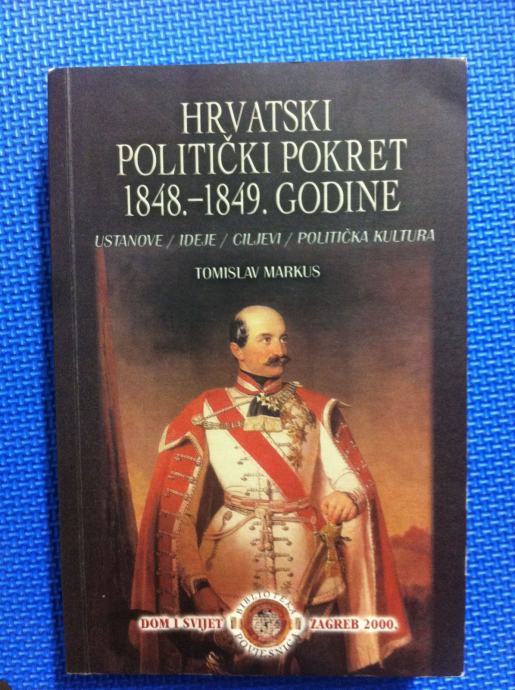 HRVATSKI
POLITIČKI POKRET
1848.–1849. GODINE
USTANOVE / IDEJE / CILJEVI / POLITIČKA KULTURA
TOMISLAV MARKUS
BIBLIOTEKA
DOM I SVIJET ZAGREB 2000.
POVJESNICA